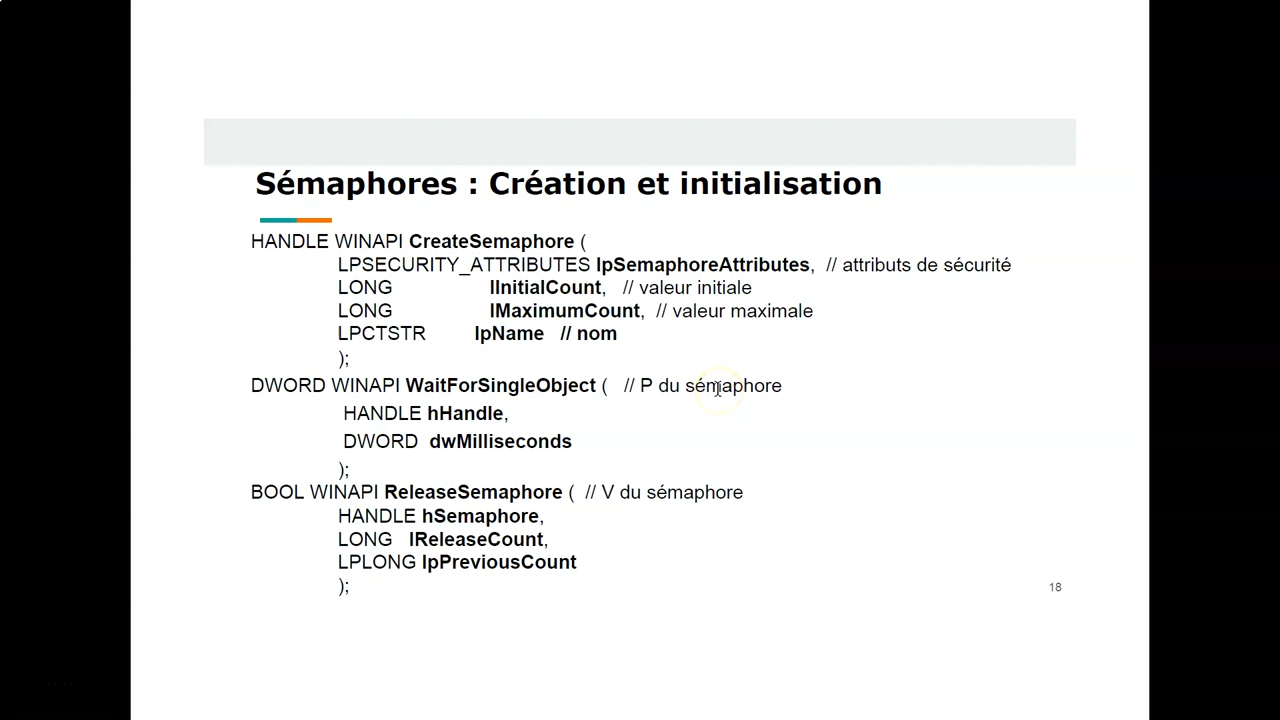 Sémaphores : Création et initialisation
HANDLE WINAPI CreateSemaphore (
LPSECURITY_ATTRIBUTES lpSemaphoreAttributes, // attributs de sécurité
LONG lInitialCount, // valeur initiale
LONG lMaximumCount, // valeur maximale
LPCTSTR lpName // nom
);
DWORD WINAPI WaitForSingleObject ( // P du sémaphore
HANDLE hHandle,
DWORD dwMilliseconds
);
BOOL WINAPI ReleaseSemaphore ( // V du sémaphore
HANDLE hSemaphore,
LONG lReleaseCount,
LPLONG lpPreviousCount
);
18